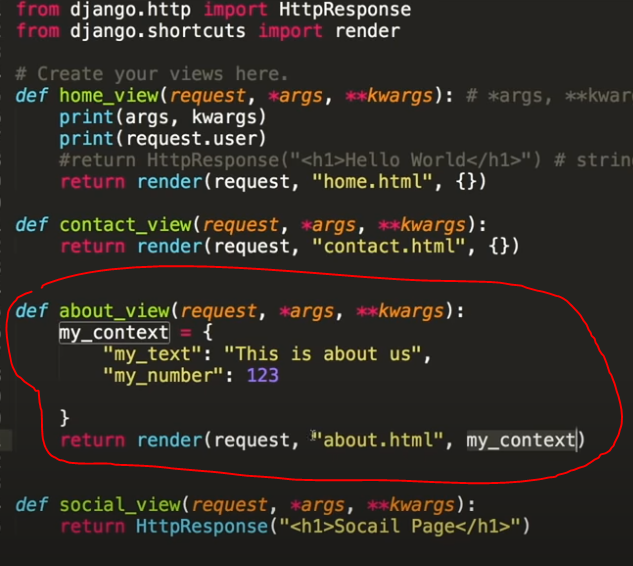 from django.http import HttpResponse
from django.shortcuts import render
# Create your views here.
def home_view(request, *args, **kwargs): # *args, **kwar
print(args, kwargs)
print(request.user)
#return HttpResponse("<h1>Hello World</h1>") # strin
return render(request, "home.html", {})
def contact_view(request, *args, **kwargs):
return render(request, "contact.html", {})
def about_view(request, *args, **kwargs):
my_context = {
"my_text": "This is about us",
"my_number": 123
}
return render(request, "about.html", my_context)
def social_view(request, *args, **kwargs):
return HttpResponse("<h1>Socail Page</h1>")